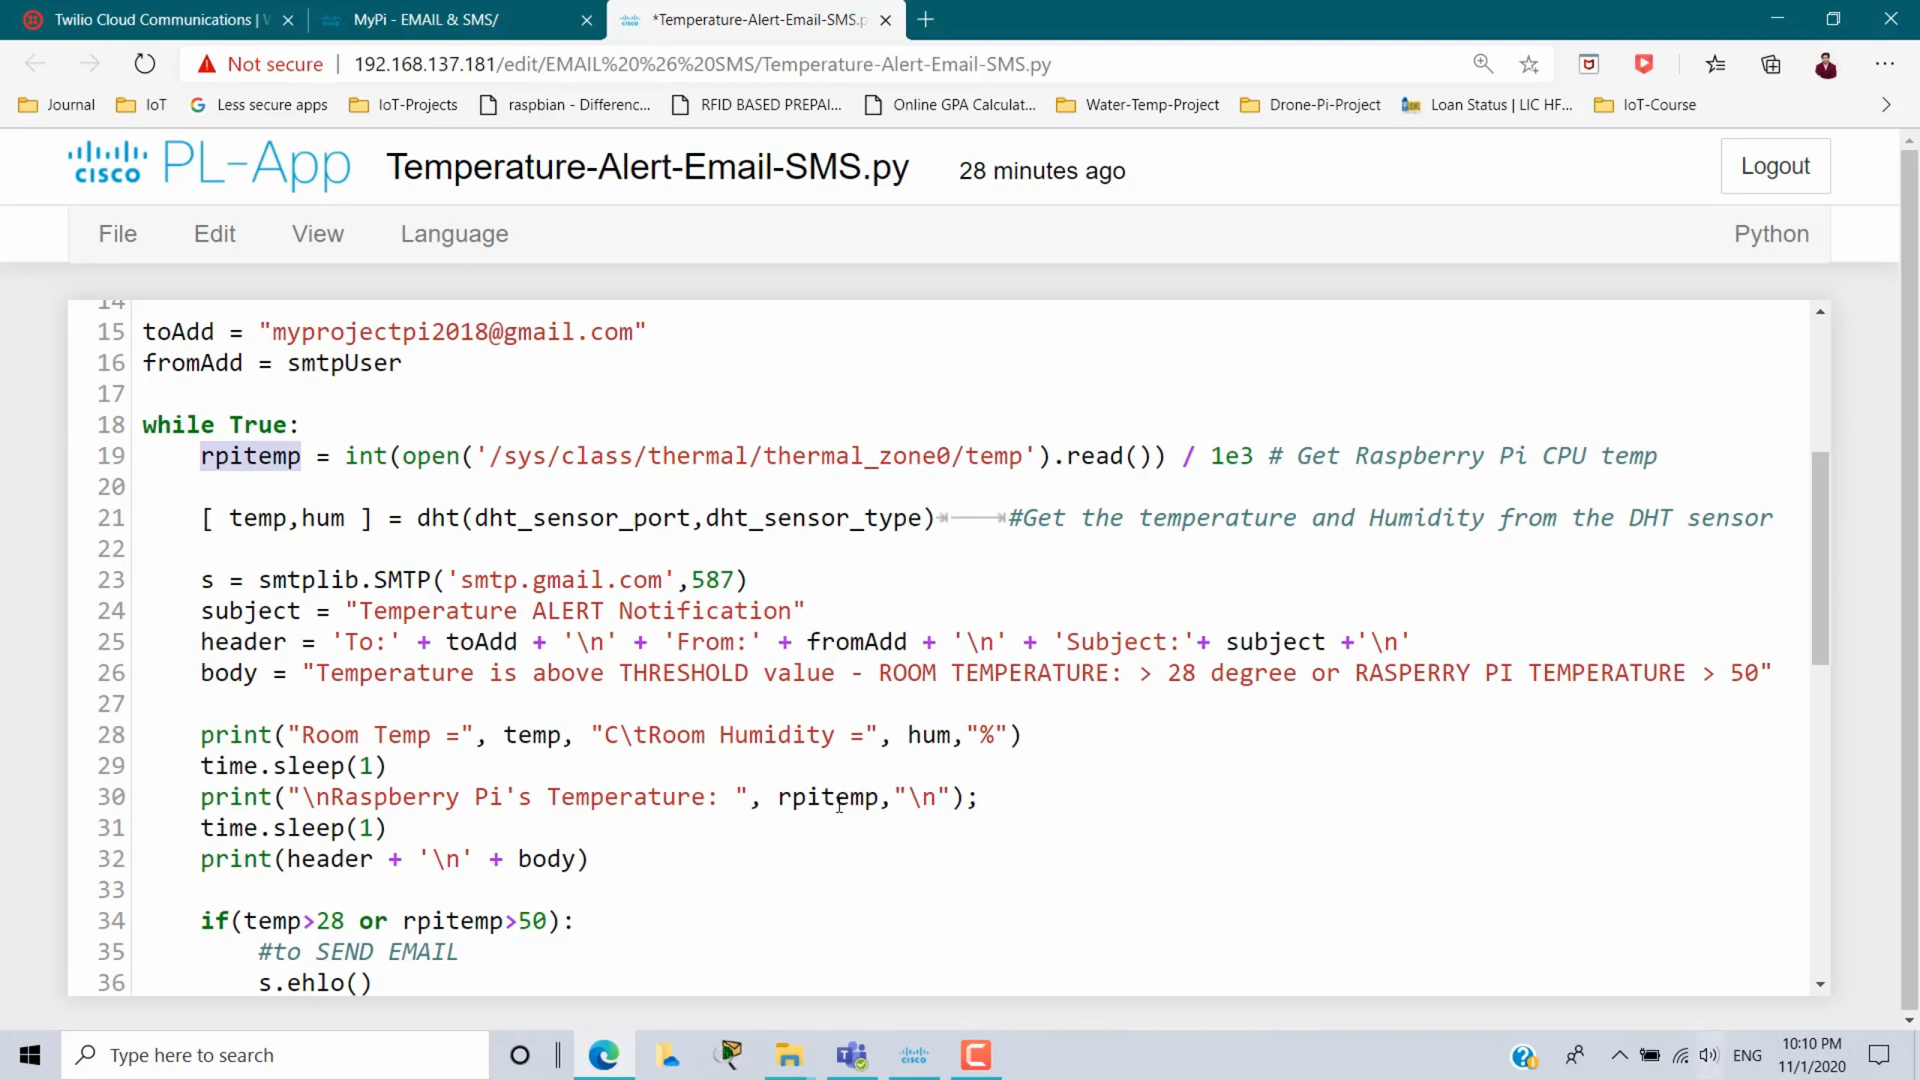 Twilio Cloud Communications |
MyPi - EMAIL & SMS/
*Temperature-Alert-Email-SMS.p
Not secure | 192.168.137.181/edit/EMAIL%20%26%20SMS/Temperature-Alert-Email-SMS.py
Journal
IoT
Less secure apps
IoT-Projects
raspbian - Differenc...
RFID BASED PREPAI...
Online GPA Calculat...
Water-Temp-Project
Drone-Pi-Project
Loan Status | LIC HF...
IoT-Course
CISCO PL-App
Temperature-Alert-Email-SMS.py
28 minutes ago
Logout
File Edit View Language Python
14
15 toAdd = "myprojectpi2018@gmail.com"
16 fromAdd = smtpUser
17
18 while True:
19 rpitemp = int(open('/sys/class/thermal/thermal_zone0/temp').read()) / 1e3 # Get Raspberry Pi CPU temp
20
21 [ temp,hum ] = dht(dht_sensor_port,dht_sensor_type) #Get the temperature and Humidity from the DHT sensor
22
23 s = smtplib.SMTP('smtp.gmail.com',587)
24 subject = "Temperature ALERT Notification"
25 header = 'To:' + toAdd + '\n' + 'From:' + fromAdd + '\n' + 'Subject:'+ subject +'\n'
26 body = "Temperature is above THRESHOLD value - ROOM TEMPERATURE: > 28 degree or RASPERRY PI TEMPERATURE > 50"
27
28 print("Room Temp =", temp, "C\tRoom Humidity =", hum,"%")
29 time.sleep(1)
30 print("\nRaspberry Pi's Temperature: ", rpitemp,"\n");
31 time.sleep(1)
32 print(header + '\n' + body)
33
34 if(temp>28 or rpitemp>50):
35 #to SEND EMAIL
36 s.ehlo()
Type here to search
CISCO
ENG
10:10 PM
11/1/2020